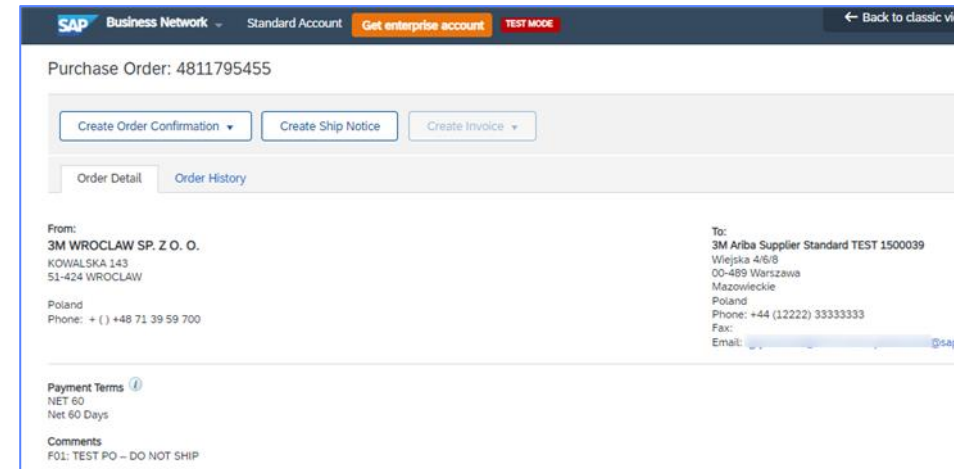 SAP Business Network Standard Account Get enterprise account TEST MODE ← Back to classic
Purchase Order: 4811795455
Create Order Confirmation Create Ship Notice Create Invoice
Order Detail Order History
From:
3M WROCLAW SP. Z O. O.
KOWALSKA 143
51-424 WROCLAW
Poland
Phone: + ( ) +48 71 39 59 700
To:
3M Ariba Supplier Standard TEST 1500039
Wiejska 4/6/8
00-489 Warszawa
Mazowieckie
Poland
Phone: +44 (12222) 33333333
Fax:
Email:
Payment Terms
NET 60
Net 60 Days
Comments
F01: TEST PO – DO NOT SHIP